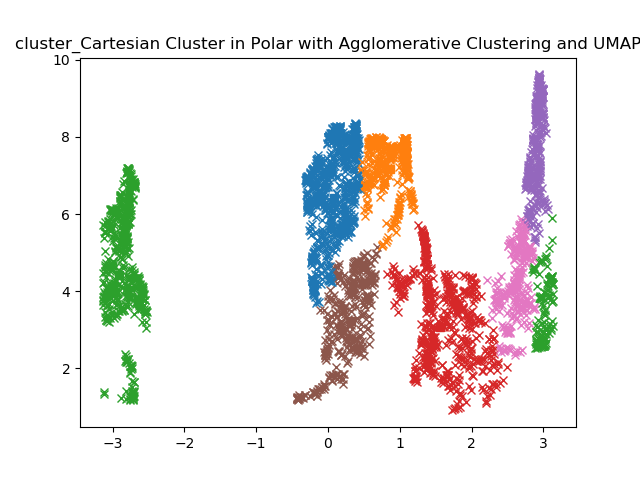 cluster_Cartesian Cluster in Polar with Agglomerative Clustering and UMAP
10
8
6
4
2
−3 −2 −1 0 1 2 3